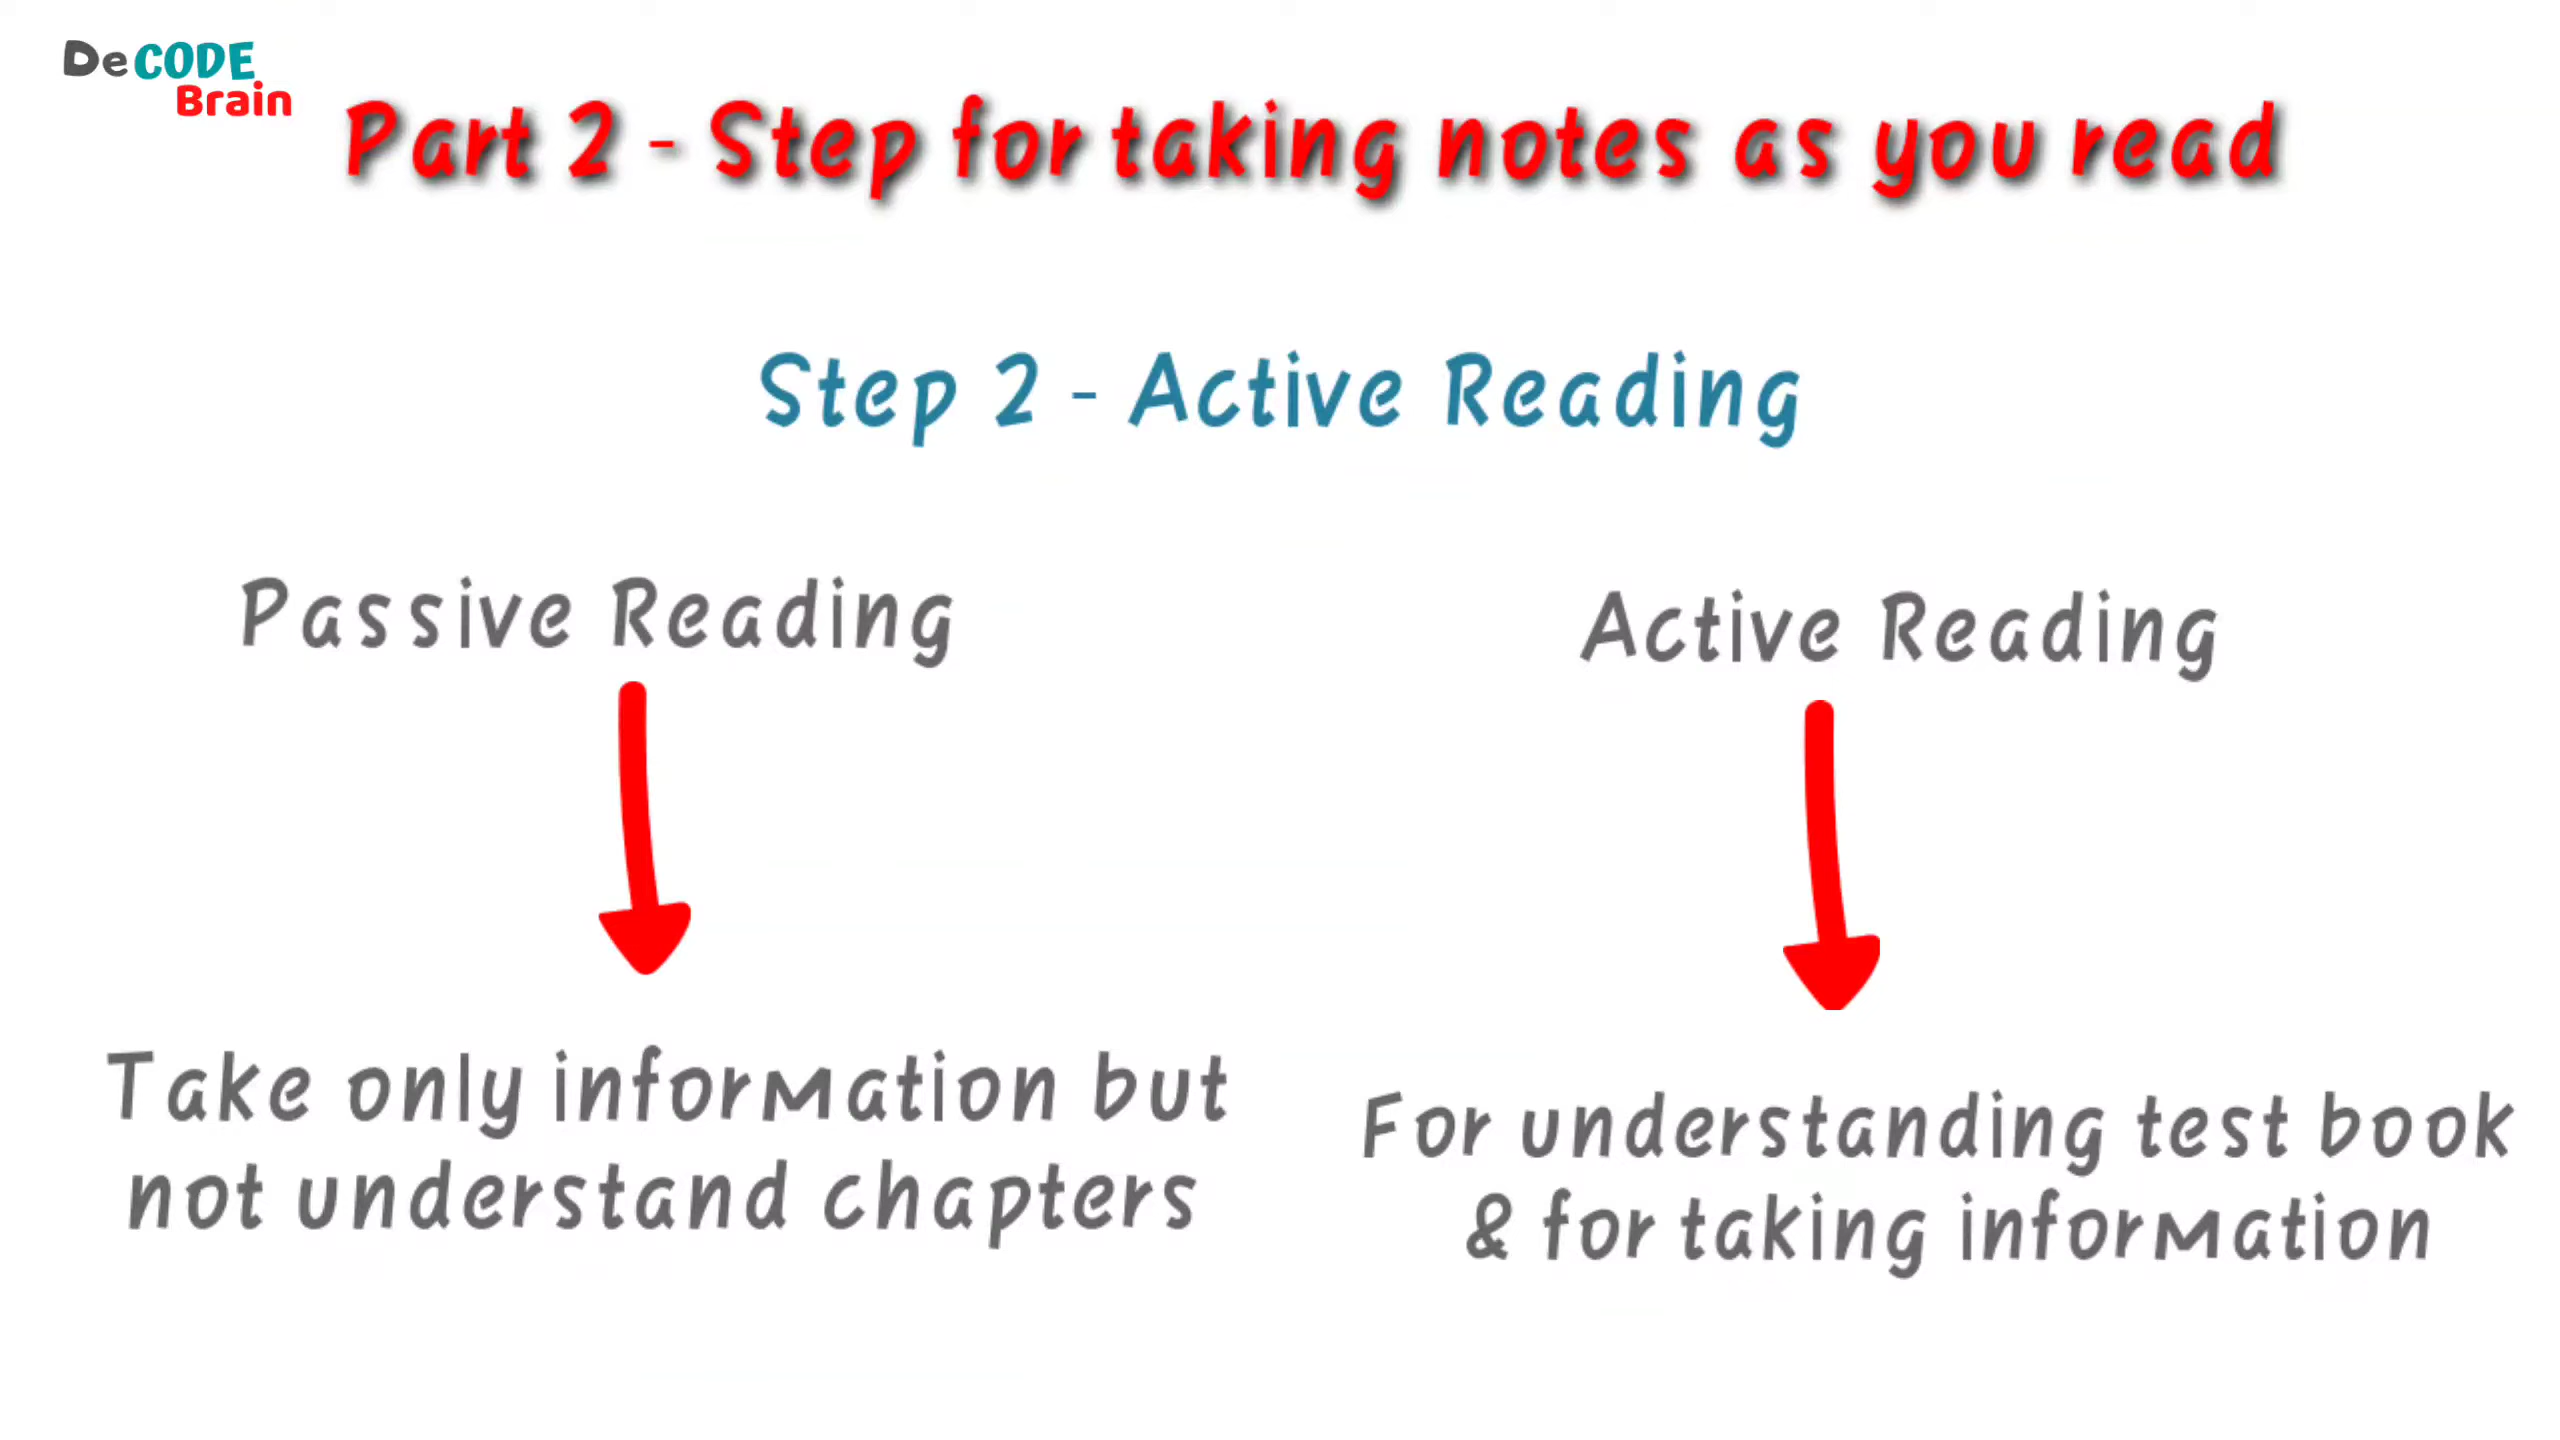 DeCODE
Brain
Part 2 - Step for taking notes as you read
Step 2 - Active Reading
Passive Reading
Active Reading
Take only information but
not understand chapters
For understanding test book
& for taking information